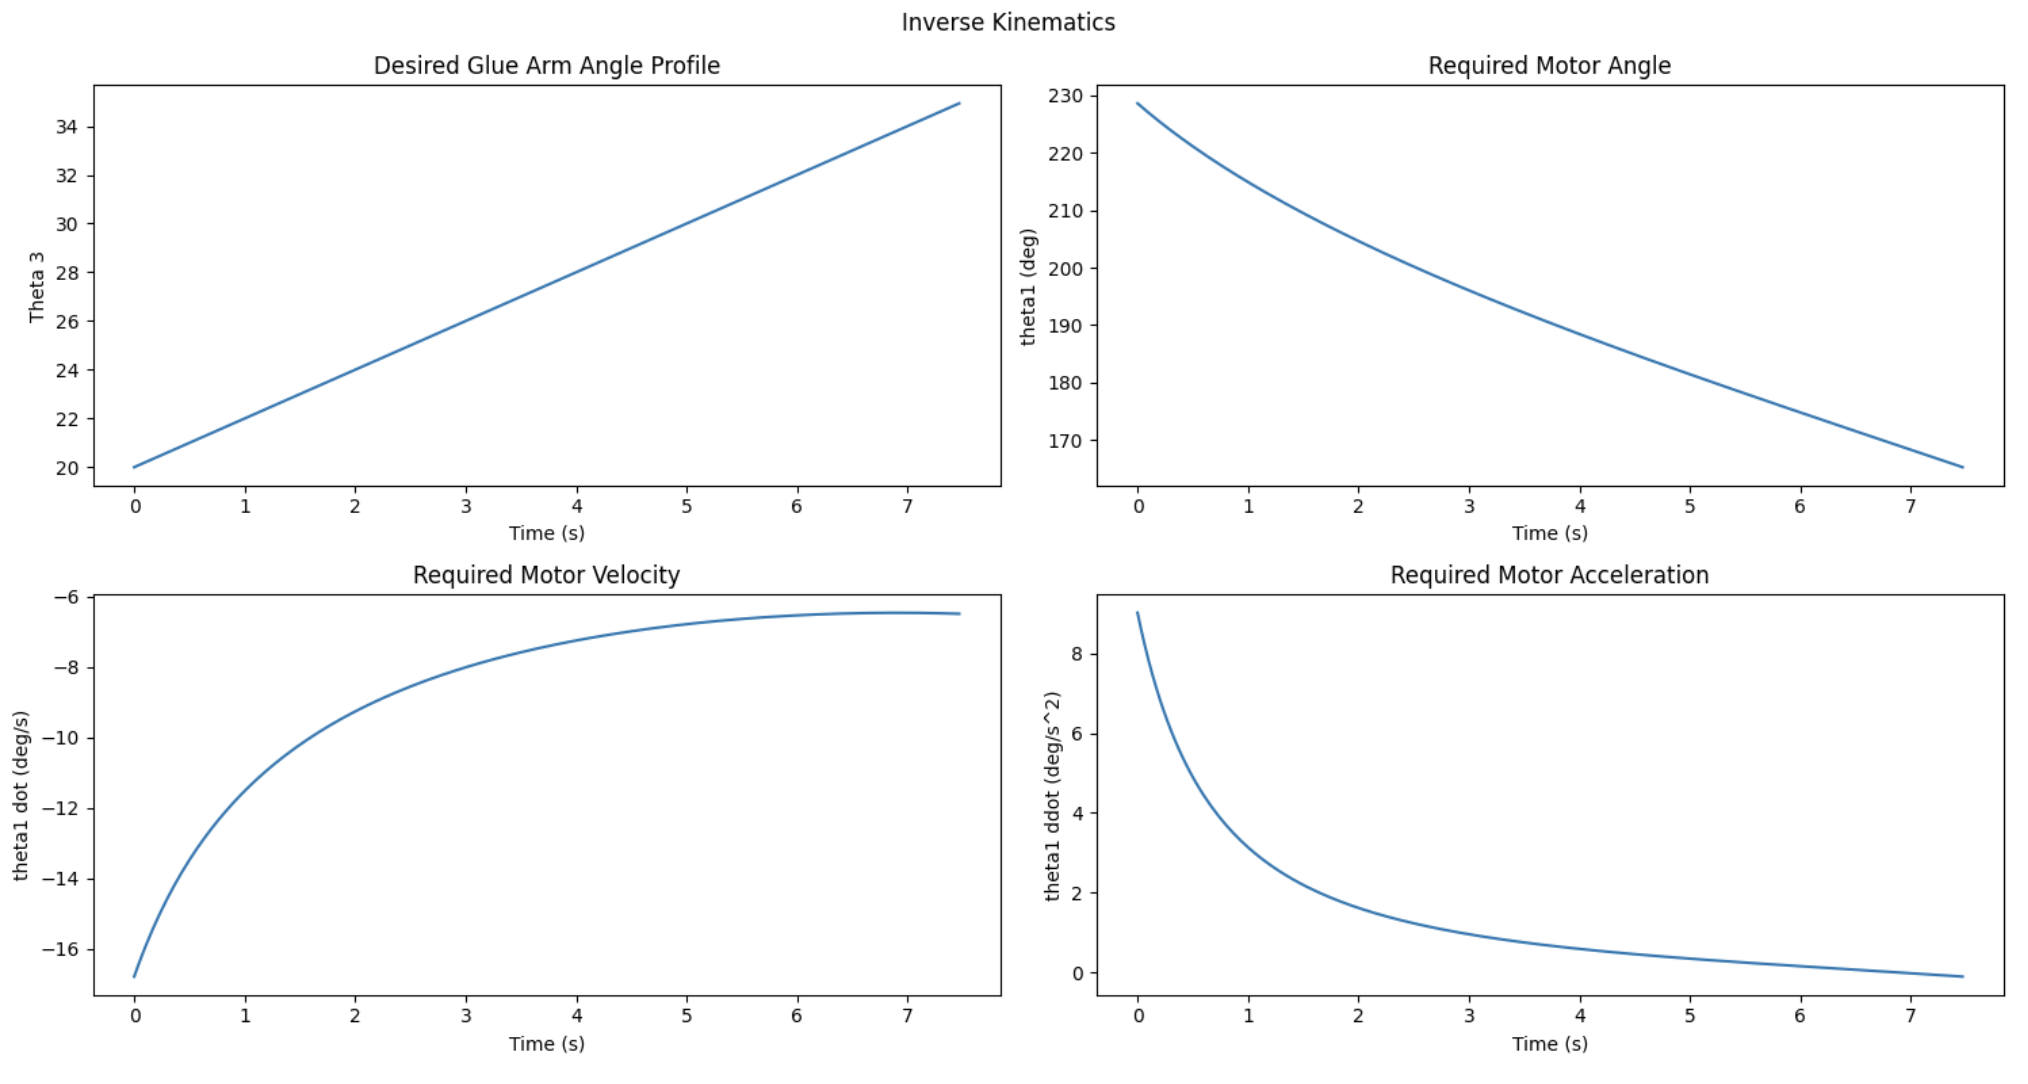 Inverse Kinematics
Desired Glue Arm Angle Profile
Theta 3
34
32
30
28
26
24
22
20
0 1 2 3 4 5 6 7
Time (s)
Required Motor Angle
theta1 (deg)
230
220
210
200
190
180
170
0 1 2 3 4 5 6 7
Time (s)
Required Motor Velocity
theta1 dot (deg/s)
−6
−8
−10
−12
−14
−16
0 1 2 3 4 5 6 7
Time (s)
Required Motor Acceleration
theta1 ddot (deg/s^2)
8
6
4
2
0
0 1 2 3 4 5 6 7
Time (s)